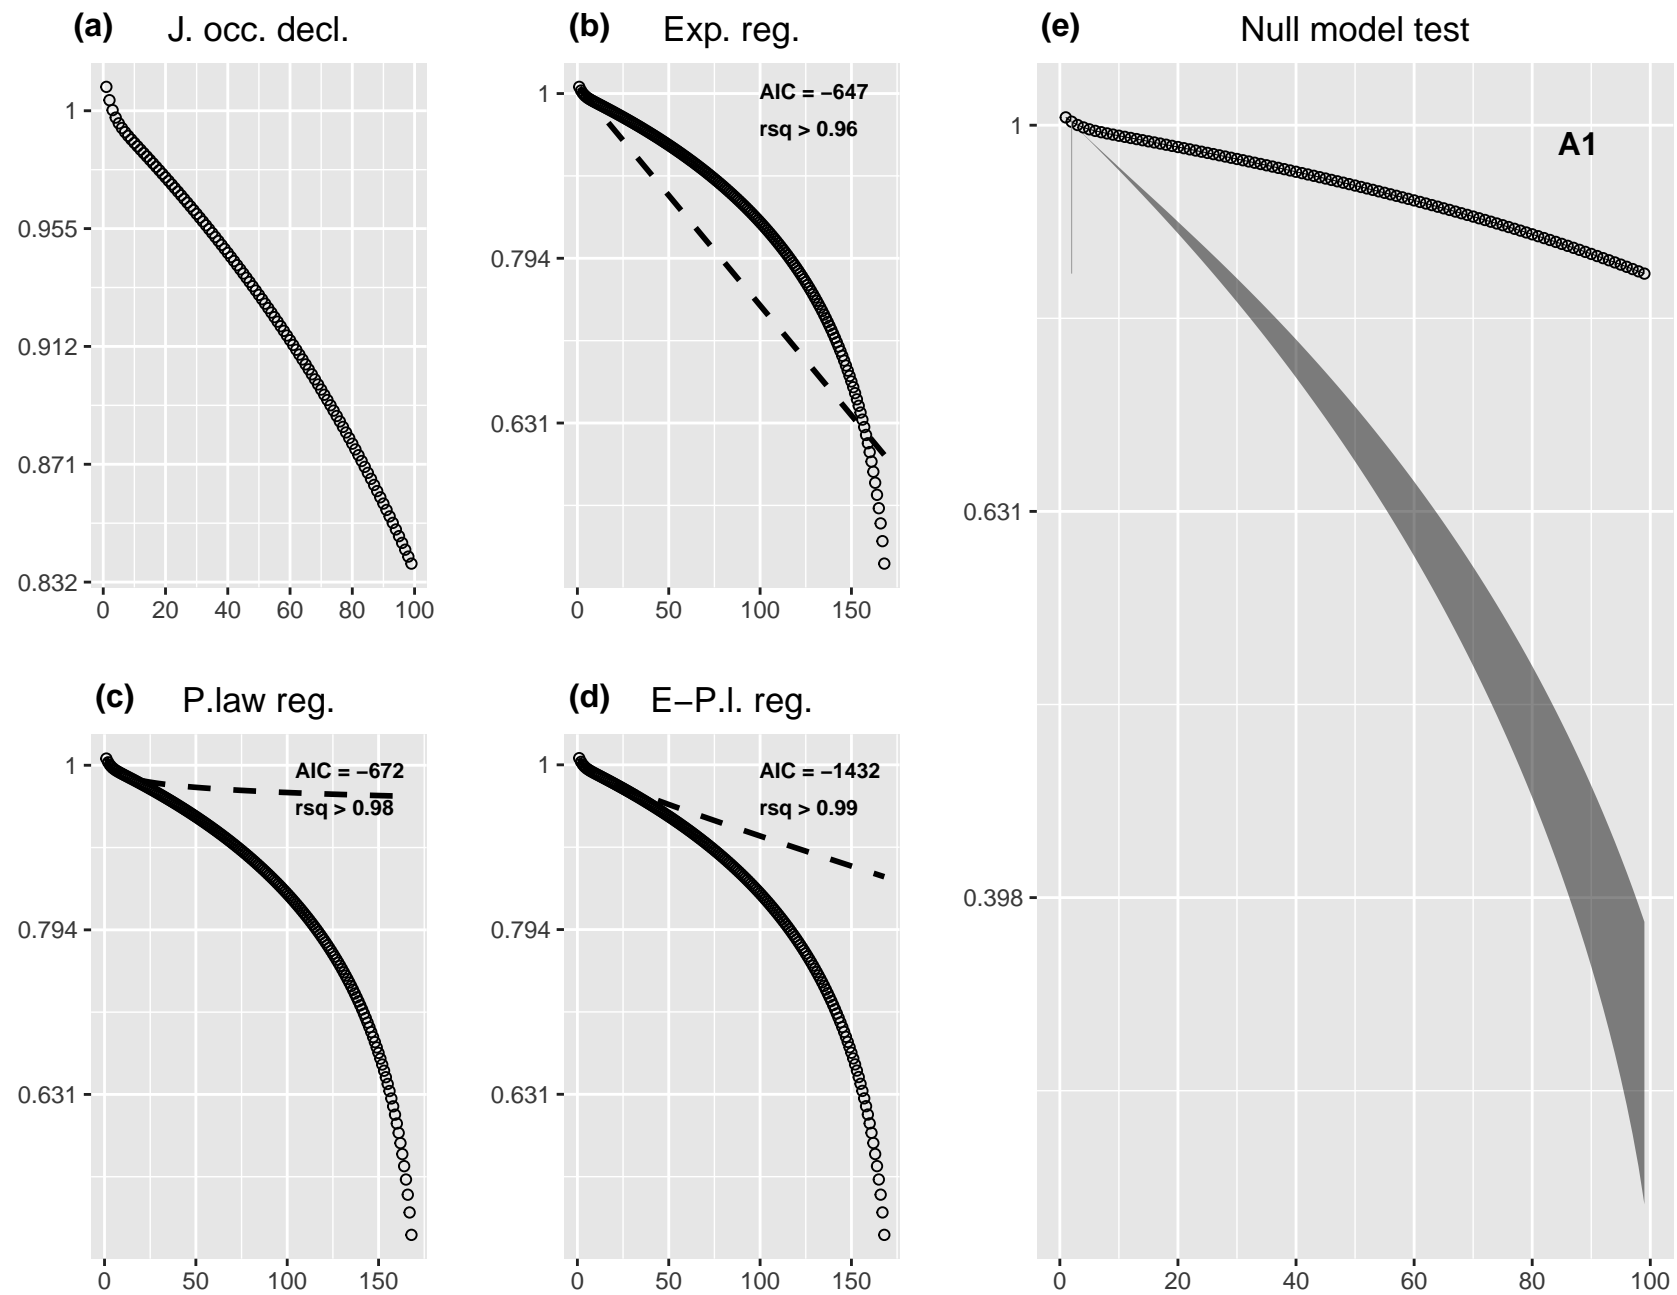 (a) J. occ. decl.
1
0.955
0.912
0.871
0.832
0 20 40 60 80 100
(b) Exp. reg.
AIC = −647
rsq > 0.96
1
0.794
0.631
0 50 100 150
(c) P.law reg.
AIC = −672
rsq > 0.98
1
0.794
0.631
0 50 100 150
(d) E−P.l. reg.
AIC = −1432
rsq > 0.99
1
0.794
0.631
0 50 100 150
(e) Null model test
A1
1
0.631
0.398
0 20 40 60 80 100